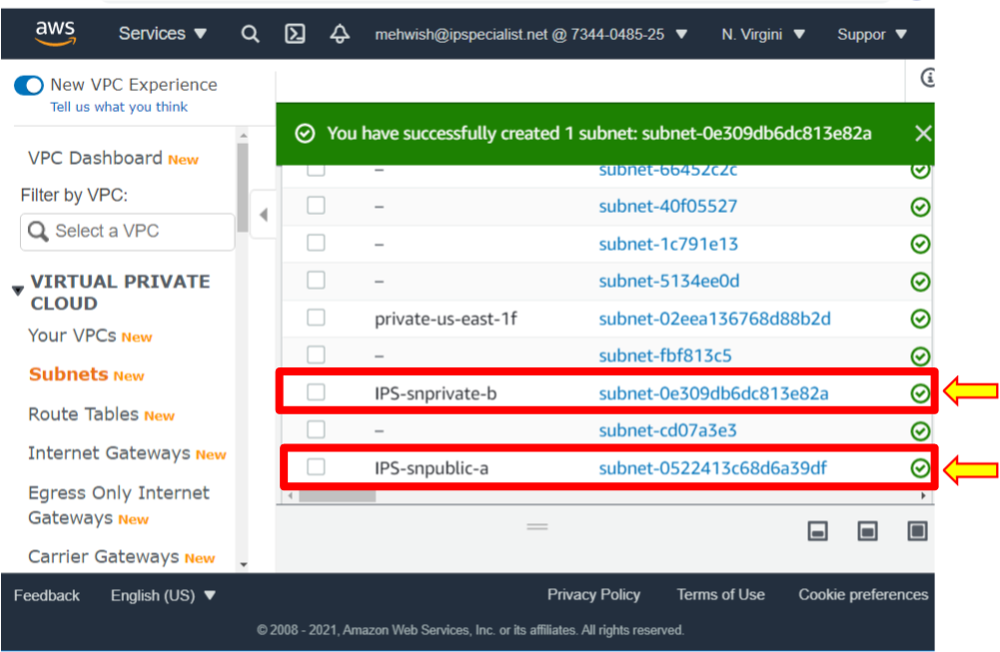 aws
Services ▼
mehwish@ipspecialist.net @ 7344-0485-25 ▼
N. Virgini ▼
Suppor ▼
New VPC Experience
Tell us what you think
VPC Dashboard New
Filter by VPC:
Select a VPC
VIRTUAL PRIVATE
CLOUD
Your VPCs New
Subnets New
Route Tables New
Internet Gateways New
Egress Only Internet
Gateways New
Carrier Gateways New
You have successfully created 1 subnet: subnet-0e309db6dc813e82a
– subnet-66452c2c
– subnet-40f05527
– subnet-1c791e13
– subnet-5134ee0d
private-us-east-1f subnet-02eea136768d88b2d
– subnet-fbf813c5
IPS-snprivate-b subnet-0e309db6dc813e82a
– subnet-cd07a3e3
IPS-snpublic-a subnet-0522413c68d6a39df
Feedback English (US) ▼ Privacy Policy Terms of Use Cookie preferences
© 2008 - 2021, Amazon Web Services, Inc. or its affiliates. All rights reserved.